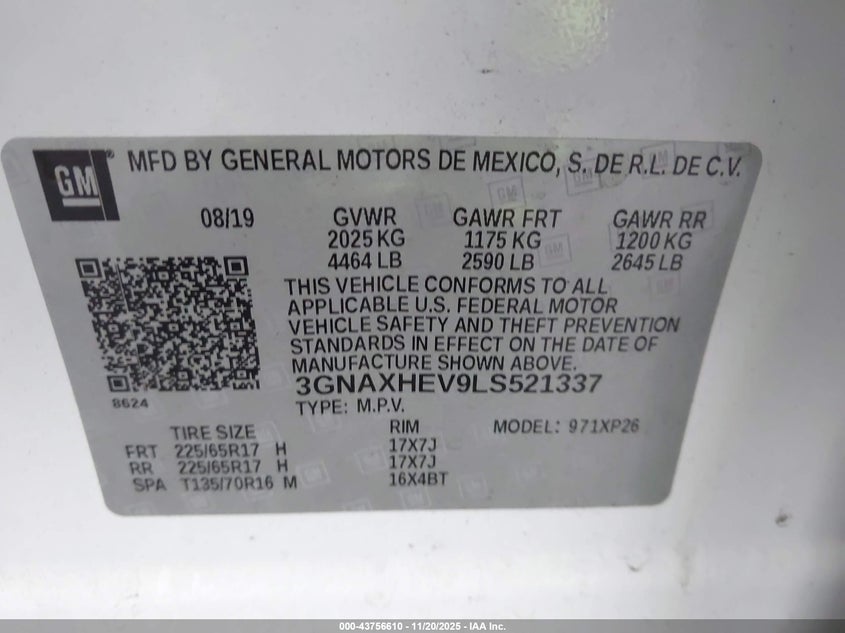 GM
MFD BY GENERAL MOTORS DE MEXICO, S. DE R.L. DE C.V.
08/19 GVWR GAWR FRT GAWR RR
2025 KG 1175 KG 1200 KG
4464 LB 2590 LB 2645 LB
THIS VEHICLE CONFORMS TO ALL
APPLICABLE U.S. FEDERAL MOTOR
VEHICLE SAFETY AND THEFT PREVENTION
STANDARDS IN EFFECT ON THE DATE OF
MANUFACTURE SHOWN ABOVE.
3GNAXHEV9LS521337
8624
TYPE: M.P.V.
TIRE SIZE RIM MODEL: 971XP26
FRT 225/65R17 H 17X7J
RR 225/65R17 H 17X7J
SPA T135/70R16 M 16X4BT
000-43756610 - 11/20/2025 - IAA Inc.